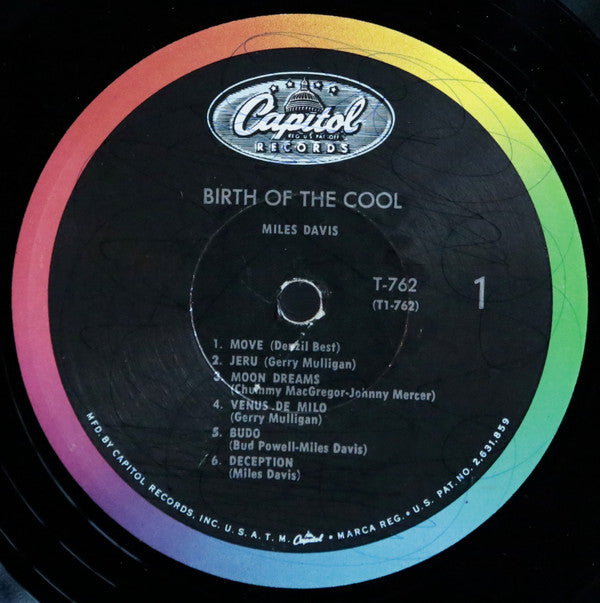 Capitol
REG. U.S. PAT. OFF.
RECORDS
BIRTH OF THE COOL
MILES DAVIS
T-762
(T1-762)
1
1. MOVE (Denzil Best)
2. JERU (Gerry Mulligan)
3. MOON DREAMS
(Chummy MacGregor-Johnny Mercer)
4. VENUS DE MILO
(Gerry Mulligan)
5. BUDO
(Bud Powell-Miles Davis)
6. DECEPTION
(Miles Davis)
MFD. BY CAPITOL RECORDS, INC. U.S.A. T.M. Capitol • MARCA REG. • U.S. PAT. NO. 2,631,859